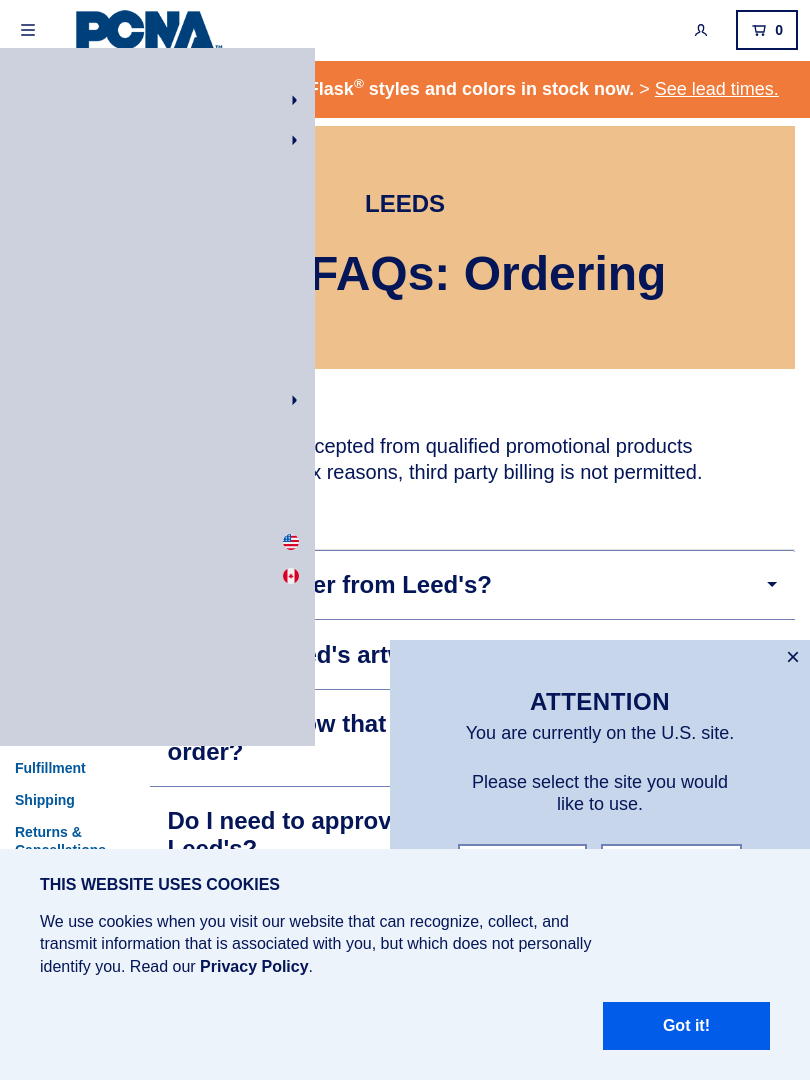 PCNA™
0
Flask® styles and colors in stock now. > See lead times.
LEEDS
FAQs: Ordering
cepted from qualified promotional products
x reasons, third party billing is not permitted.
er from Leed's?
ed's artw
ow that
order?
Do I need to approv
Leed's?
Fulfillment
Shipping
Returns &
Cancellations
×
ATTENTION
You are currently on the U.S. site.
Please select the site you would
like to use.
THIS WEBSITE USES COOKIES
We use cookies when you visit our website that can recognize, collect, and
transmit information that is associated with you, but which does not personally
identify you. Read our Privacy Policy.
Got it!